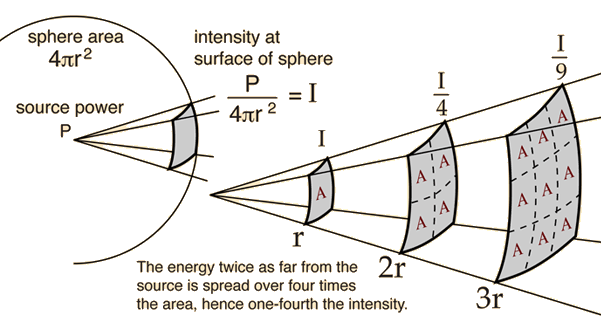 sphere area
4πr²
source power
P
intensity at
surface of sphere
P
4πr²
= I
I
I
4
I
9
A
A
A
A
A
A
A
A
A
A
A
A
A
A
r
2r
3r
The energy twice as far from the
source is spread over four times
the area, hence one-fourth the intensity.